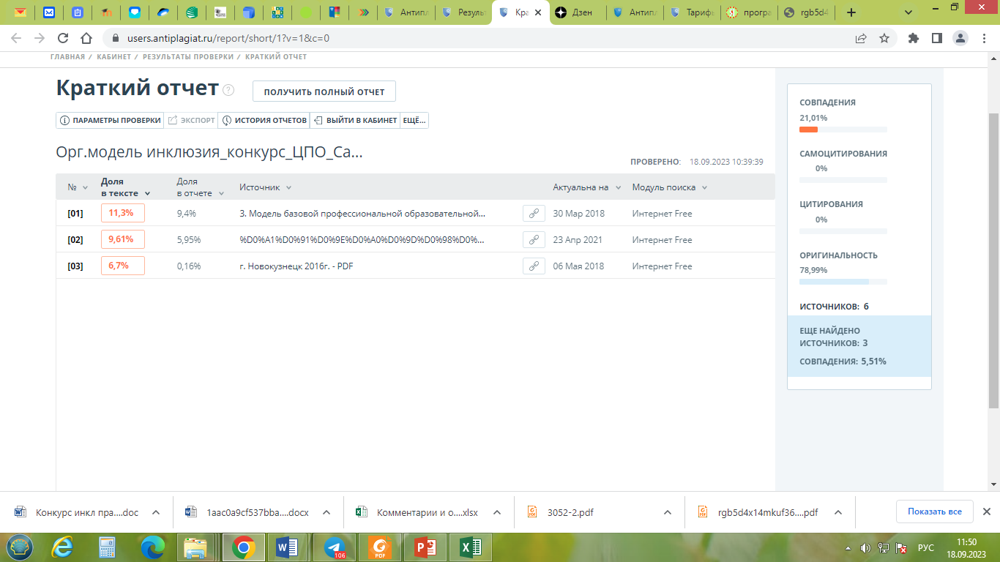 Антипл
Резуль
Кра
Дзен
Антипл
Тариф
програ
rgb5d4
users.antiplagiat.ru/report/short/1?v=1&c=0
ГЛАВНАЯ / КАБИНЕТ / РЕЗУЛЬТАТЫ ПРОВЕРКИ / КРАТКИЙ ОТЧЕТ
Краткий отчет ?
ПОЛУЧИТЬ ПОЛНЫЙ ОТЧЕТ
ПАРАМЕТРЫ ПРОВЕРКИ ЭКСПОРТ ИСТОРИЯ ОТЧЕТОВ ВЫЙТИ В КАБИНЕТ ЕЩЁ...
Орг.модель инклюзия_конкурс_ЦПО_Са...
ПРОВЕРЕНО: 18.09.2023 10:39:39
№ Доля в тексте Доля в отчете Источник Актуальна на Модуль поиска
[01] 11,3% 9,4% 3. Модель базовой профессиональной образовательной... 30 Мар 2018 Интернет Free
[02] 9,61% 5,95% %D0%A1%D0%91%D0%9E%D0%A0%D0%9D%D0%98%D0%... 23 Апр 2021 Интернет Free
[03] 6,7% 0,16% г. Новокузнецк 2016г. - PDF 06 Мая 2018 Интернет Free
СОВПАДЕНИЯ
21,01%
САМОЦИТИРОВАНИЯ
0%
ЦИТИРОВАНИЯ
0%
ОРИГИНАЛЬНОСТЬ
78,99%
ИСТОЧНИКОВ: 6
ЕЩЕ НАЙДЕНО
ИСТОЧНИКОВ: 3
СОВПАДЕНИЯ: 5,51%
Конкурс инкл пра....doc
1aac0a9cf537bba....docx
Комментарии и о....xlsx
3052-2.pdf
rgb5d4x14mkuf36....pdf
Показать все
106
PDF
РУС
11:50
18.09.2023